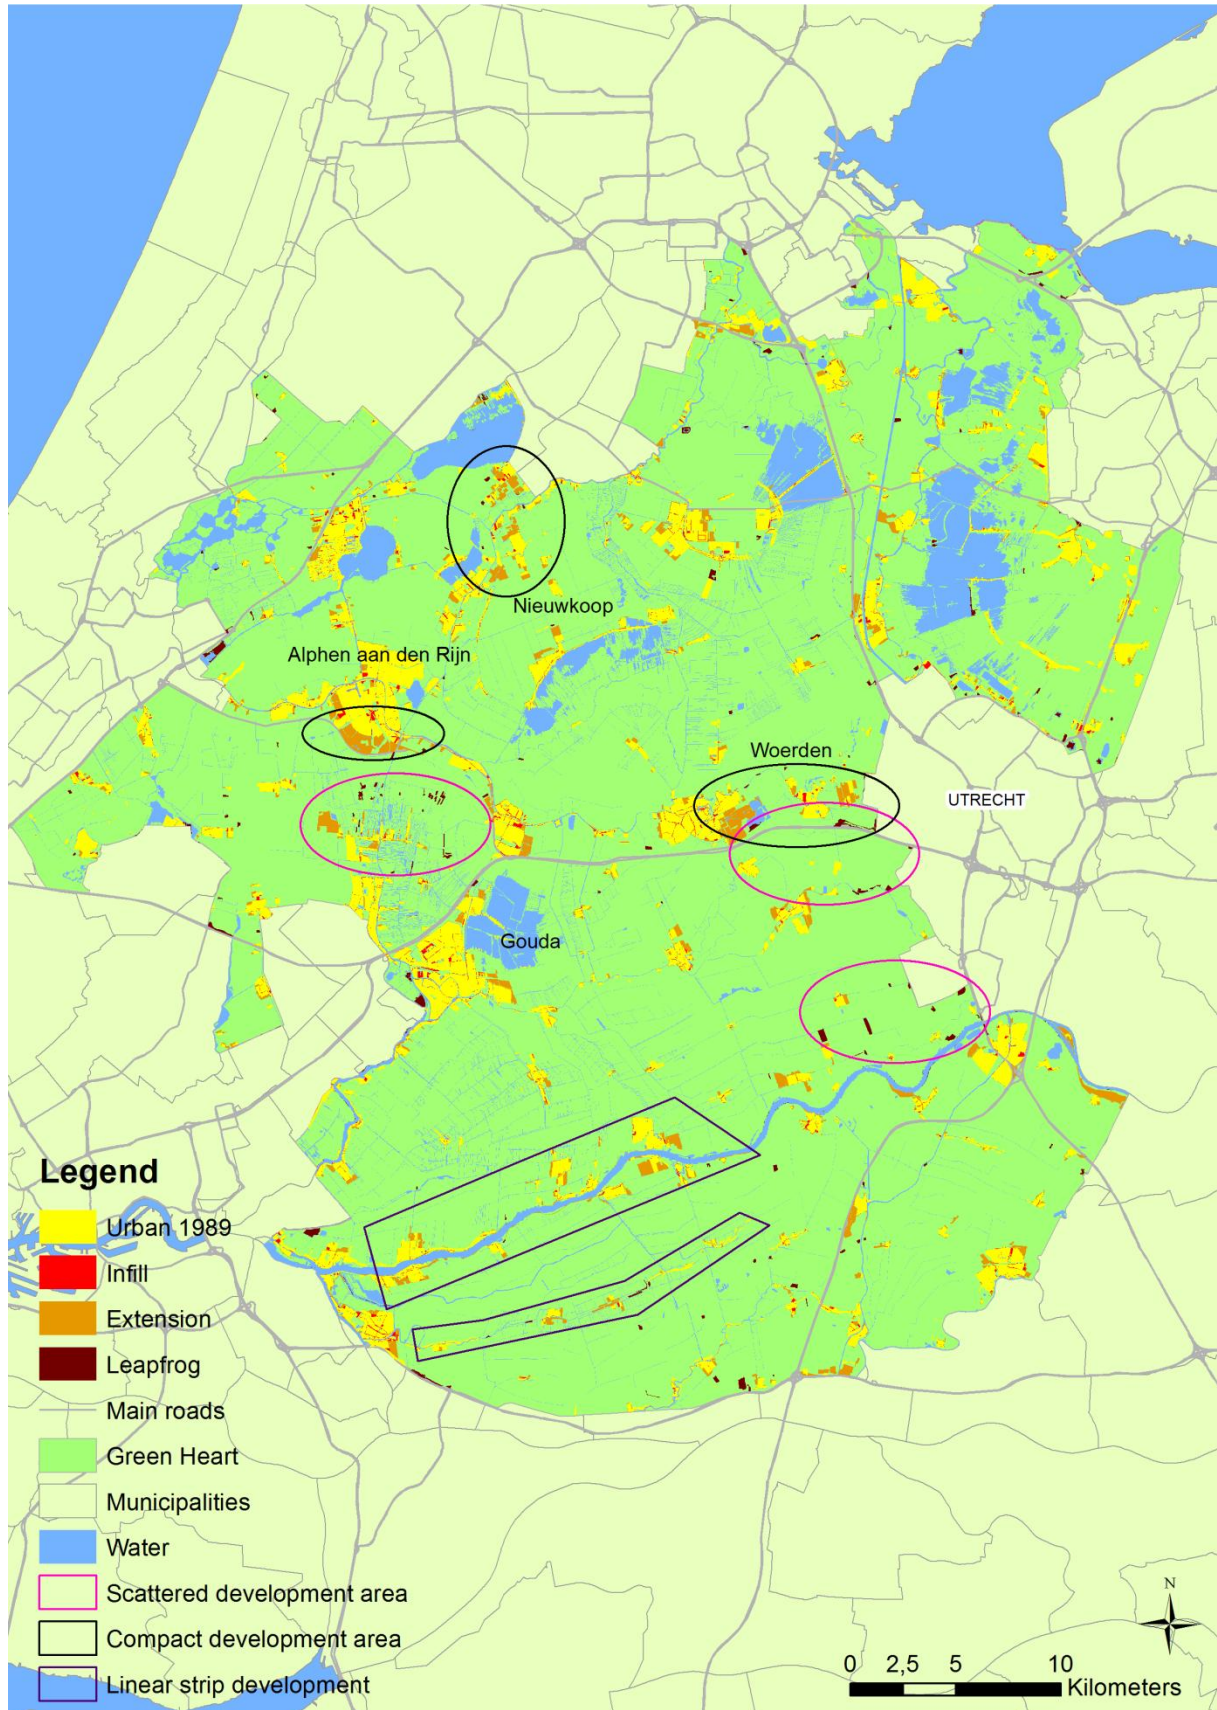 Nieuwkoop
Alphen aan den Rijn
Woerden
UTRECHT
Gouda
Legend
Urban 1989
Infill
Extension
Leapfrog
Main roads
Green Heart
Municipalities
Water
Scattered development area
Compact development area
Linear strip development
N
0 2,5 5 10
Kilometers